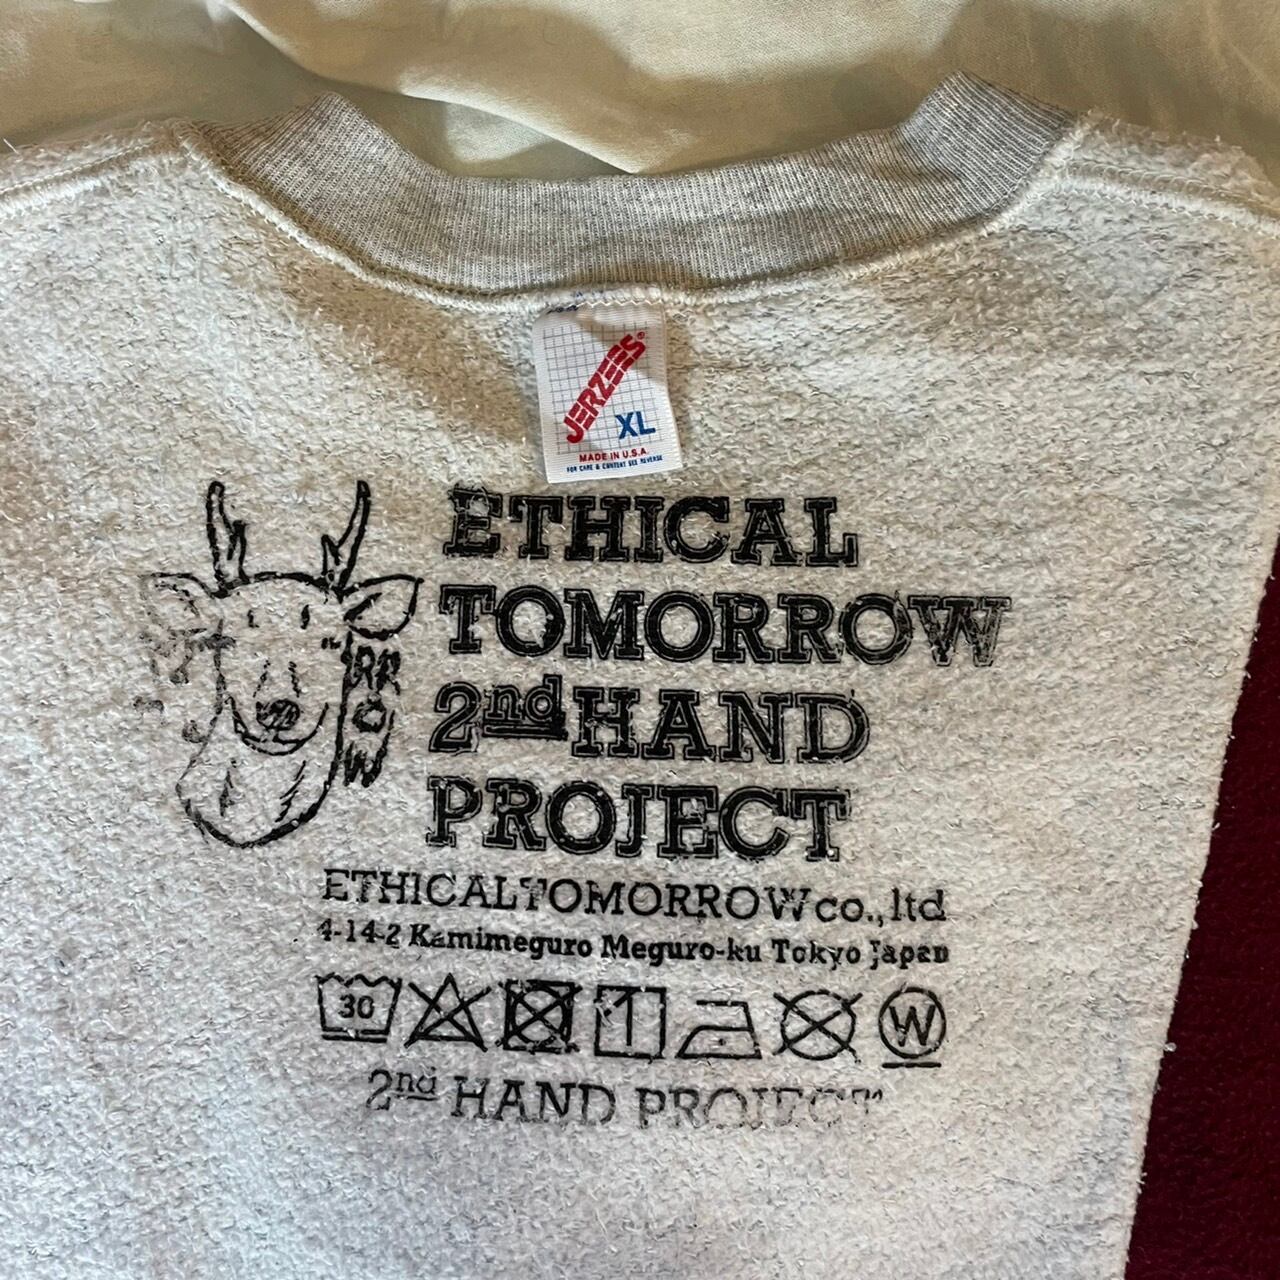 JERZEES®
XL
MADE IN U.S.A.
FOR CARE & CONTENT SEE REVERSE
ETHICAL
TOMORROW
2nd HAND
PROJECT
RR
O
W
ETHICALTOMORROW co.,ltd
4-14-2 Kamimeguro Meguro-ku Tokyo Japan
30
W
2nd HAND PROJECT